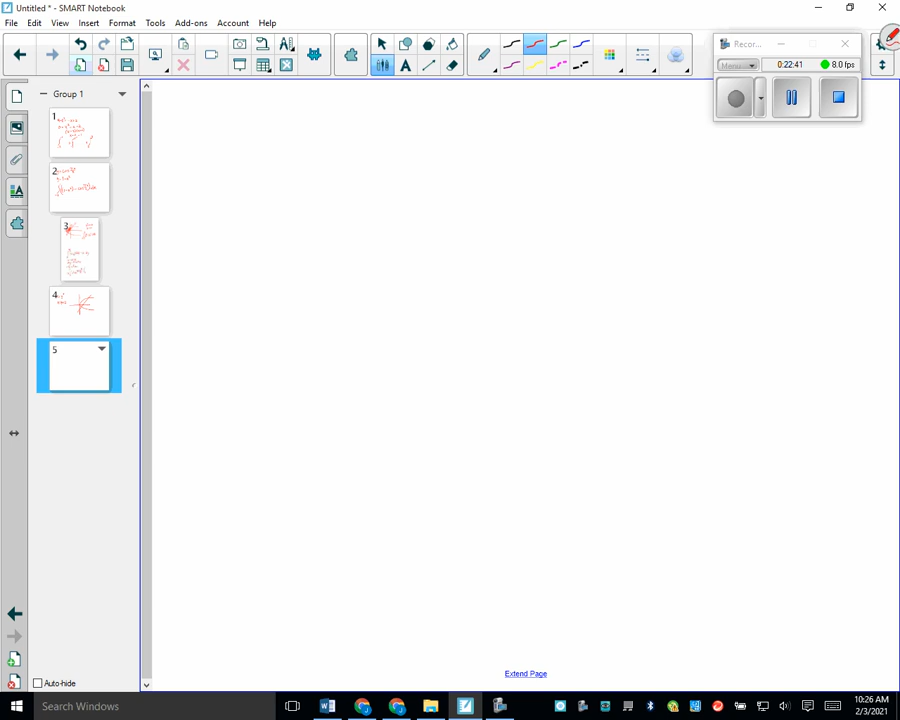 Untitled * - SMART Notebook
File Edit View Insert Format Tools Add-ons Window Account Help
Recor...
Menu
0:22:41
8.0 fps
Group 1
1
2
3
4
5
Extend Page
Auto-hide
Search Windows
10:26 AM
2/3/2021